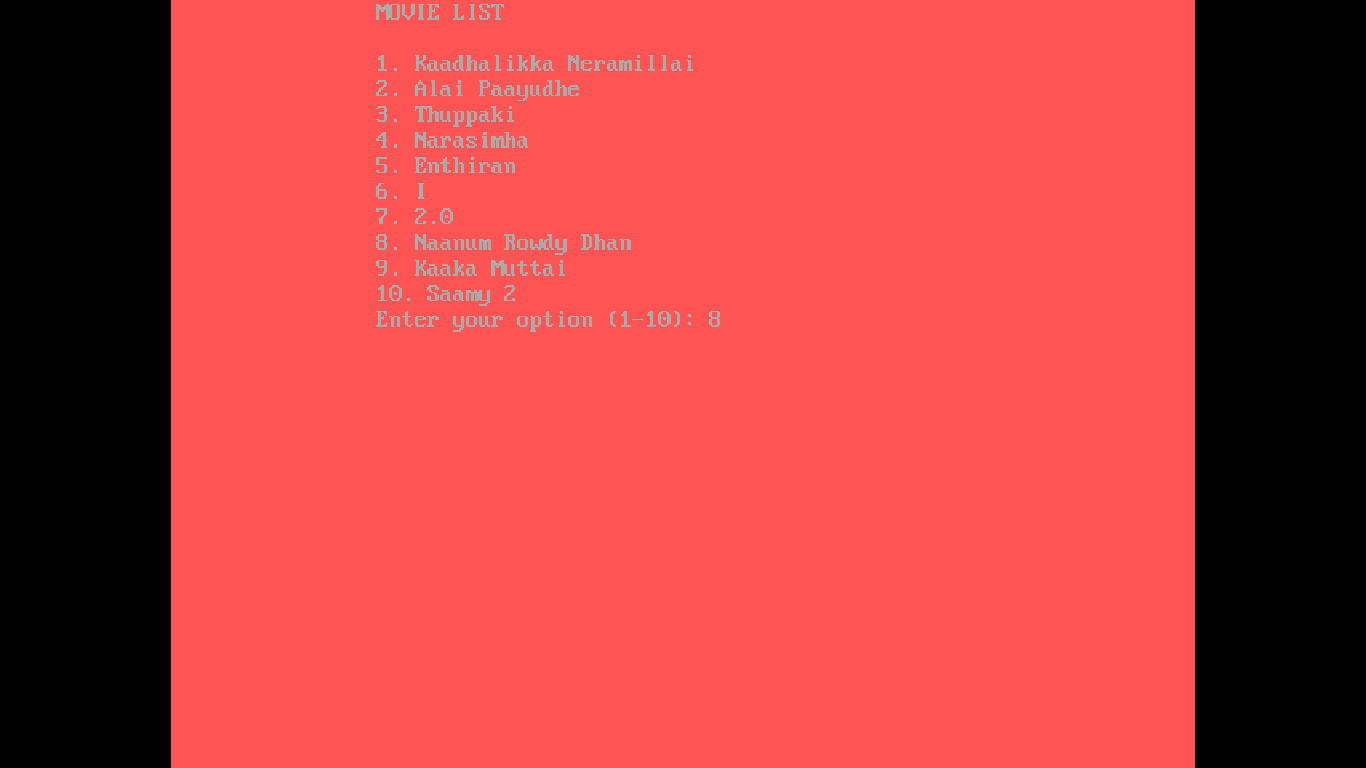 MOVIE LIST
1. Kaadhalikka Neramillai
2. Alai Paayudhe
3. Thuppaki
4. Narasimha
5. Enthiran
6. I
7. 2.0
8. Naanum Rowdy Dhan
9. Kaaka Muttai
10. Saamy 2
Enter your option (1-10): 8